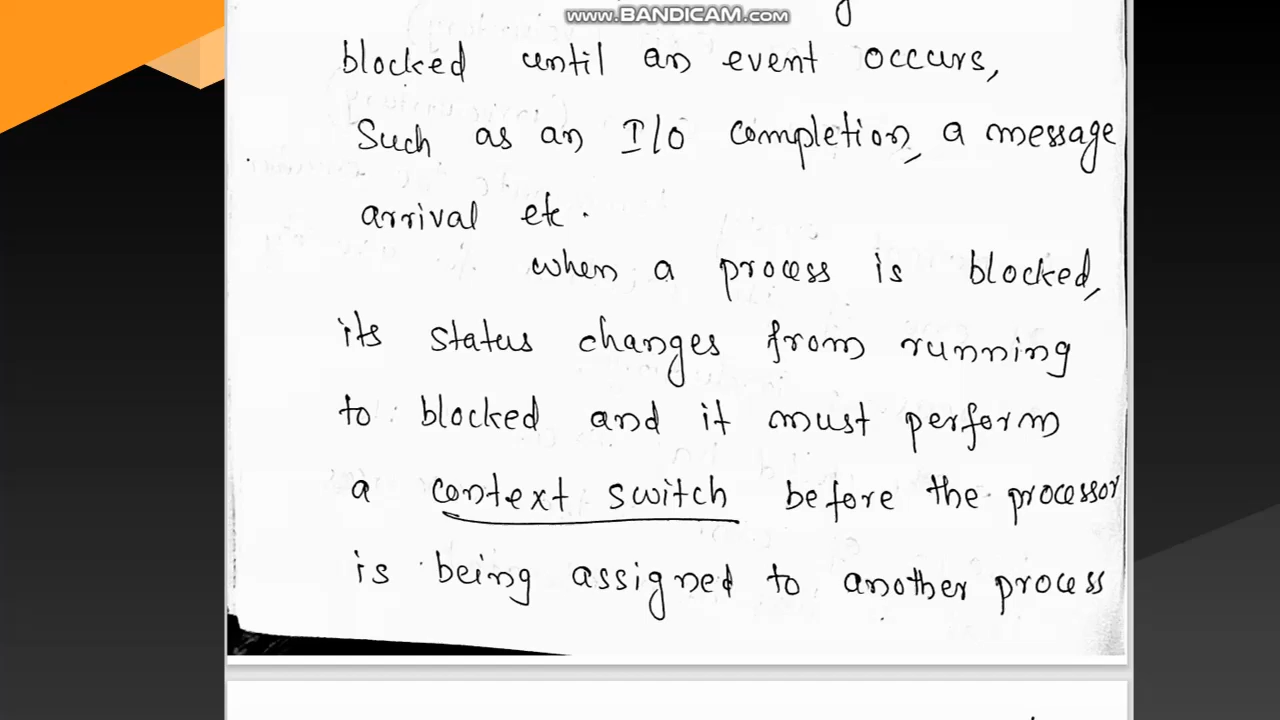 www.BANDICAM.com
blocked until an event occurs,
Such as an I/O completion, a message
arrival etc.
when a process is blocked,
its status changes from running
to blocked and it must perform
a context switch before the processor
is being assigned to another process